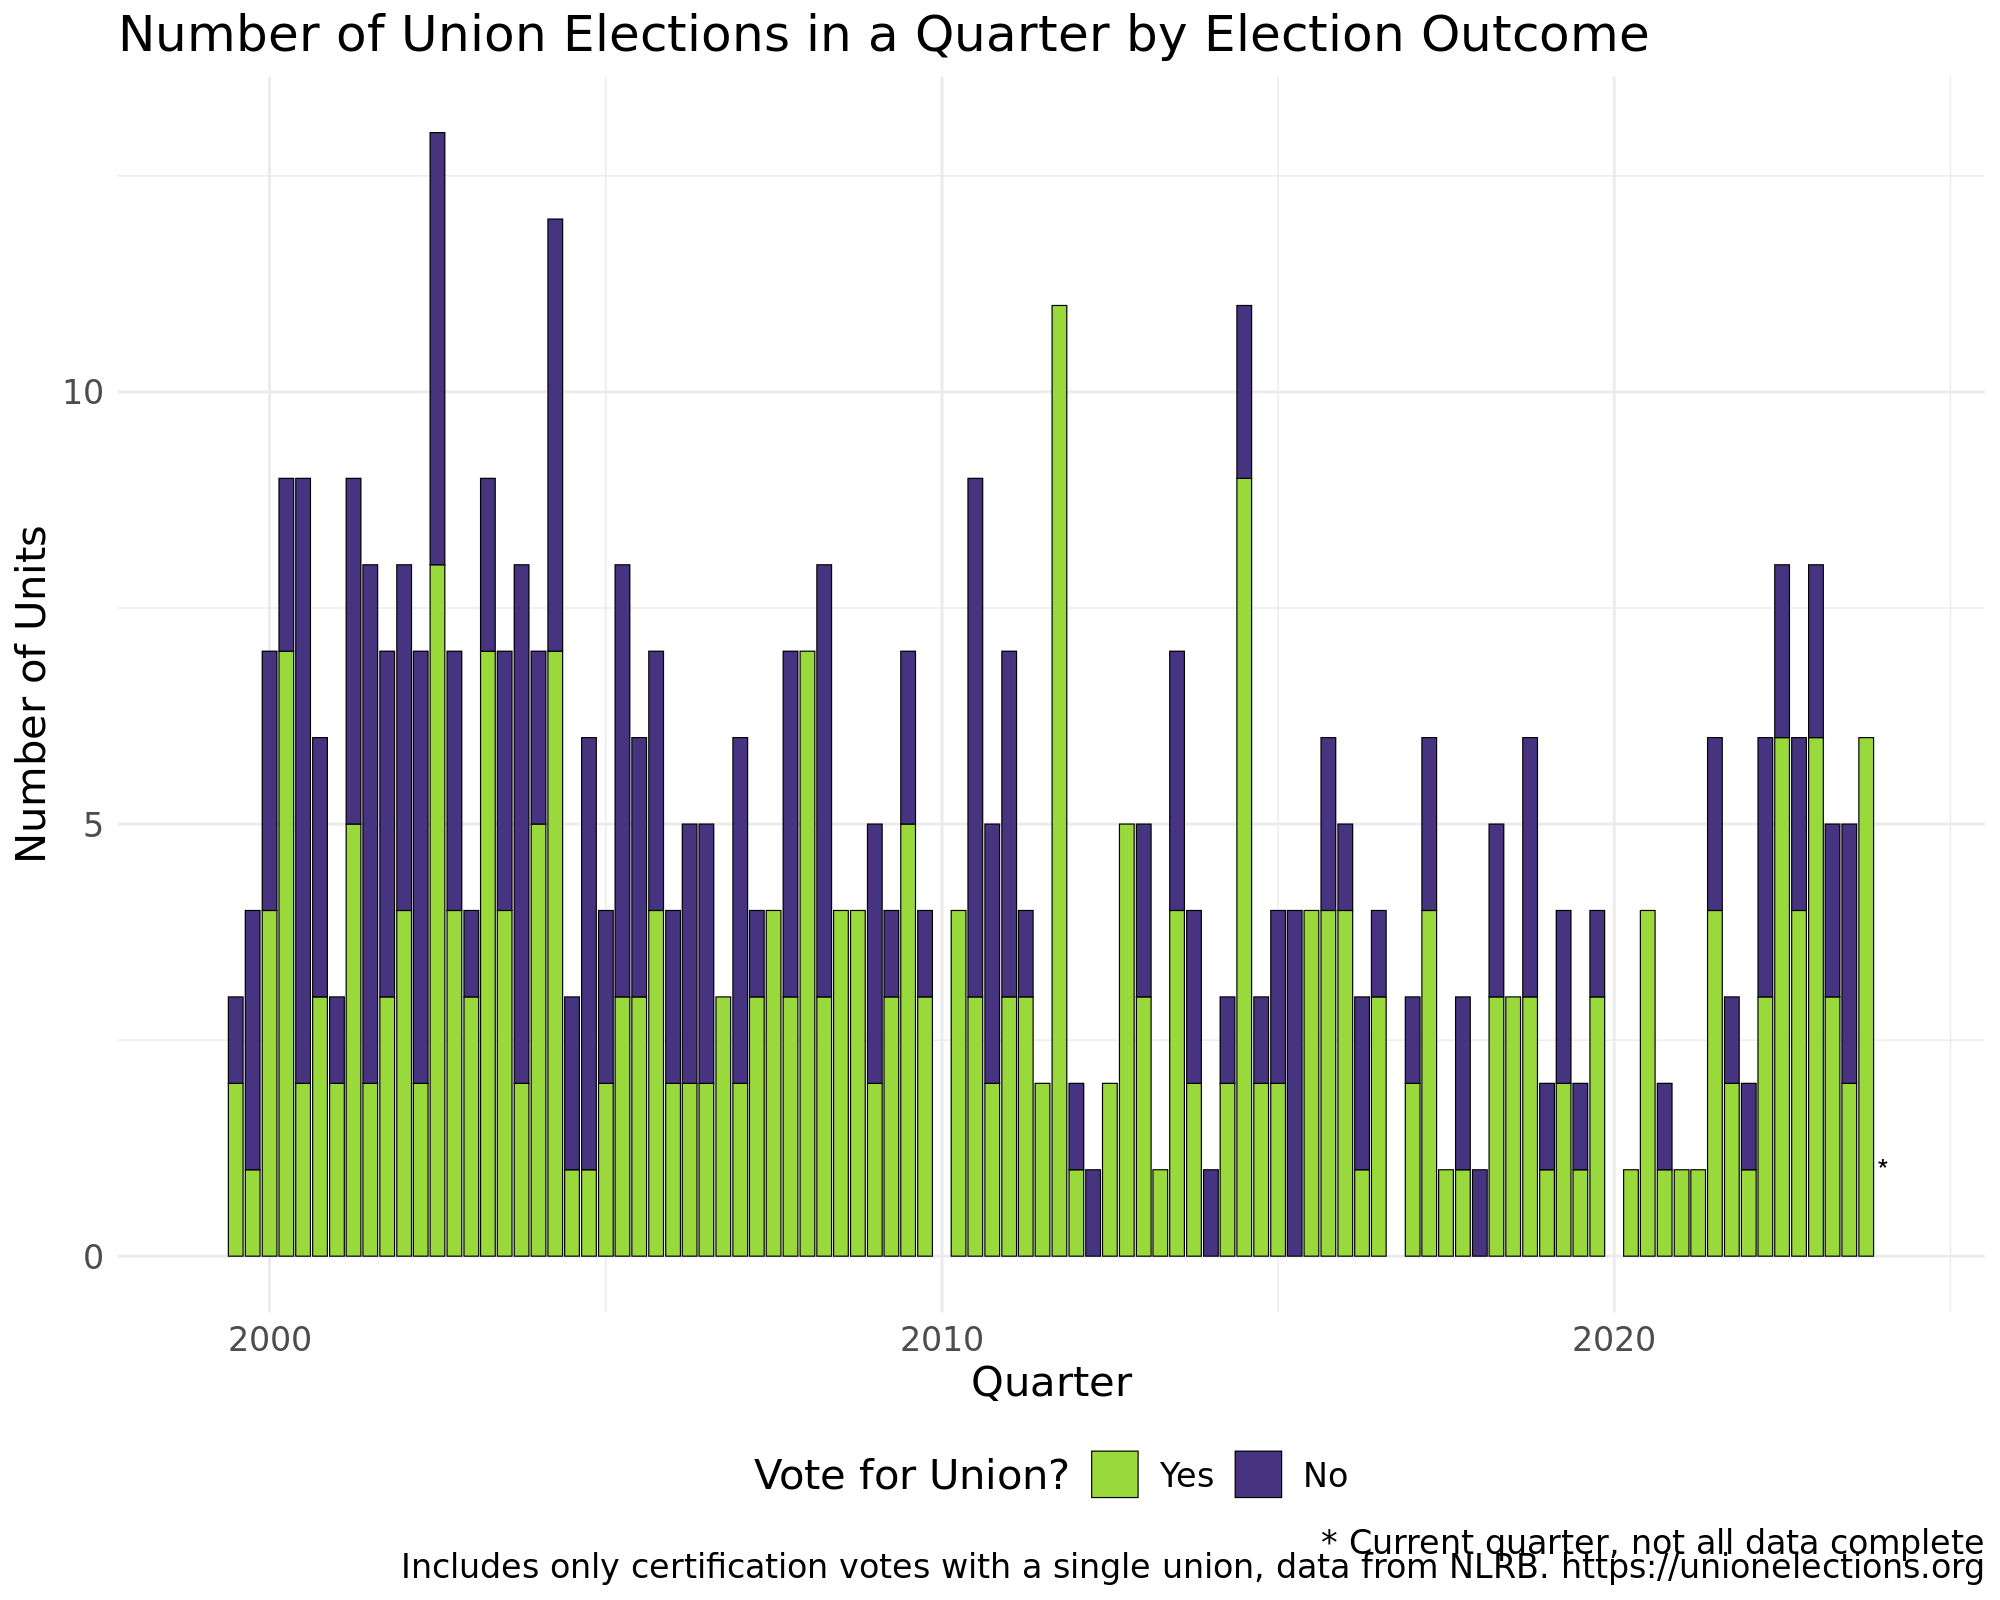 Number of Union Elections in a Quarter by Election Outcome
Number of Units
10
5
0
*
2000 2010 2020
Quarter
Vote for Union? Yes No
* Current quarter, not all data complete
Includes only certification votes with a single union, data from NLRB. https://unionelections.org